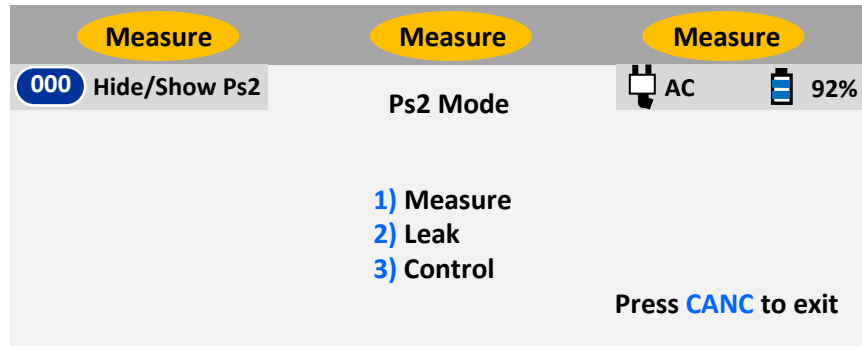 Measure Measure Measure
000 Hide/Show Ps2 AC 92%
Ps2 Mode
1) Measure
2) Leak
3) Control
Press CANC to exit